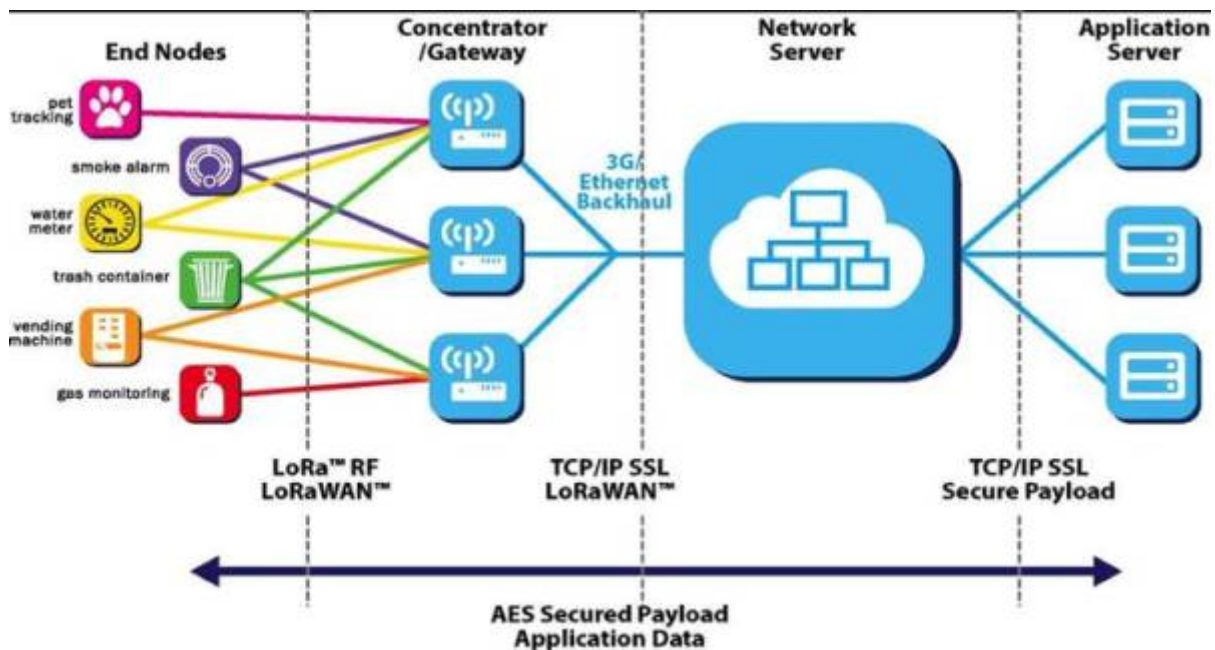 End Nodes
Concentrator
/Gateway
Network
Server
Application
Server
pet
tracking
smoke alarm
water
meter
trash container
vending
machine
gas monitoring
3G/
Ethernet
Backhaul
LoRa™ RF
LoRaWAN™
TCP/IP SSL
LoRaWAN™
TCP/IP SSL
Secure Payload
AES Secured Payload
Application Data